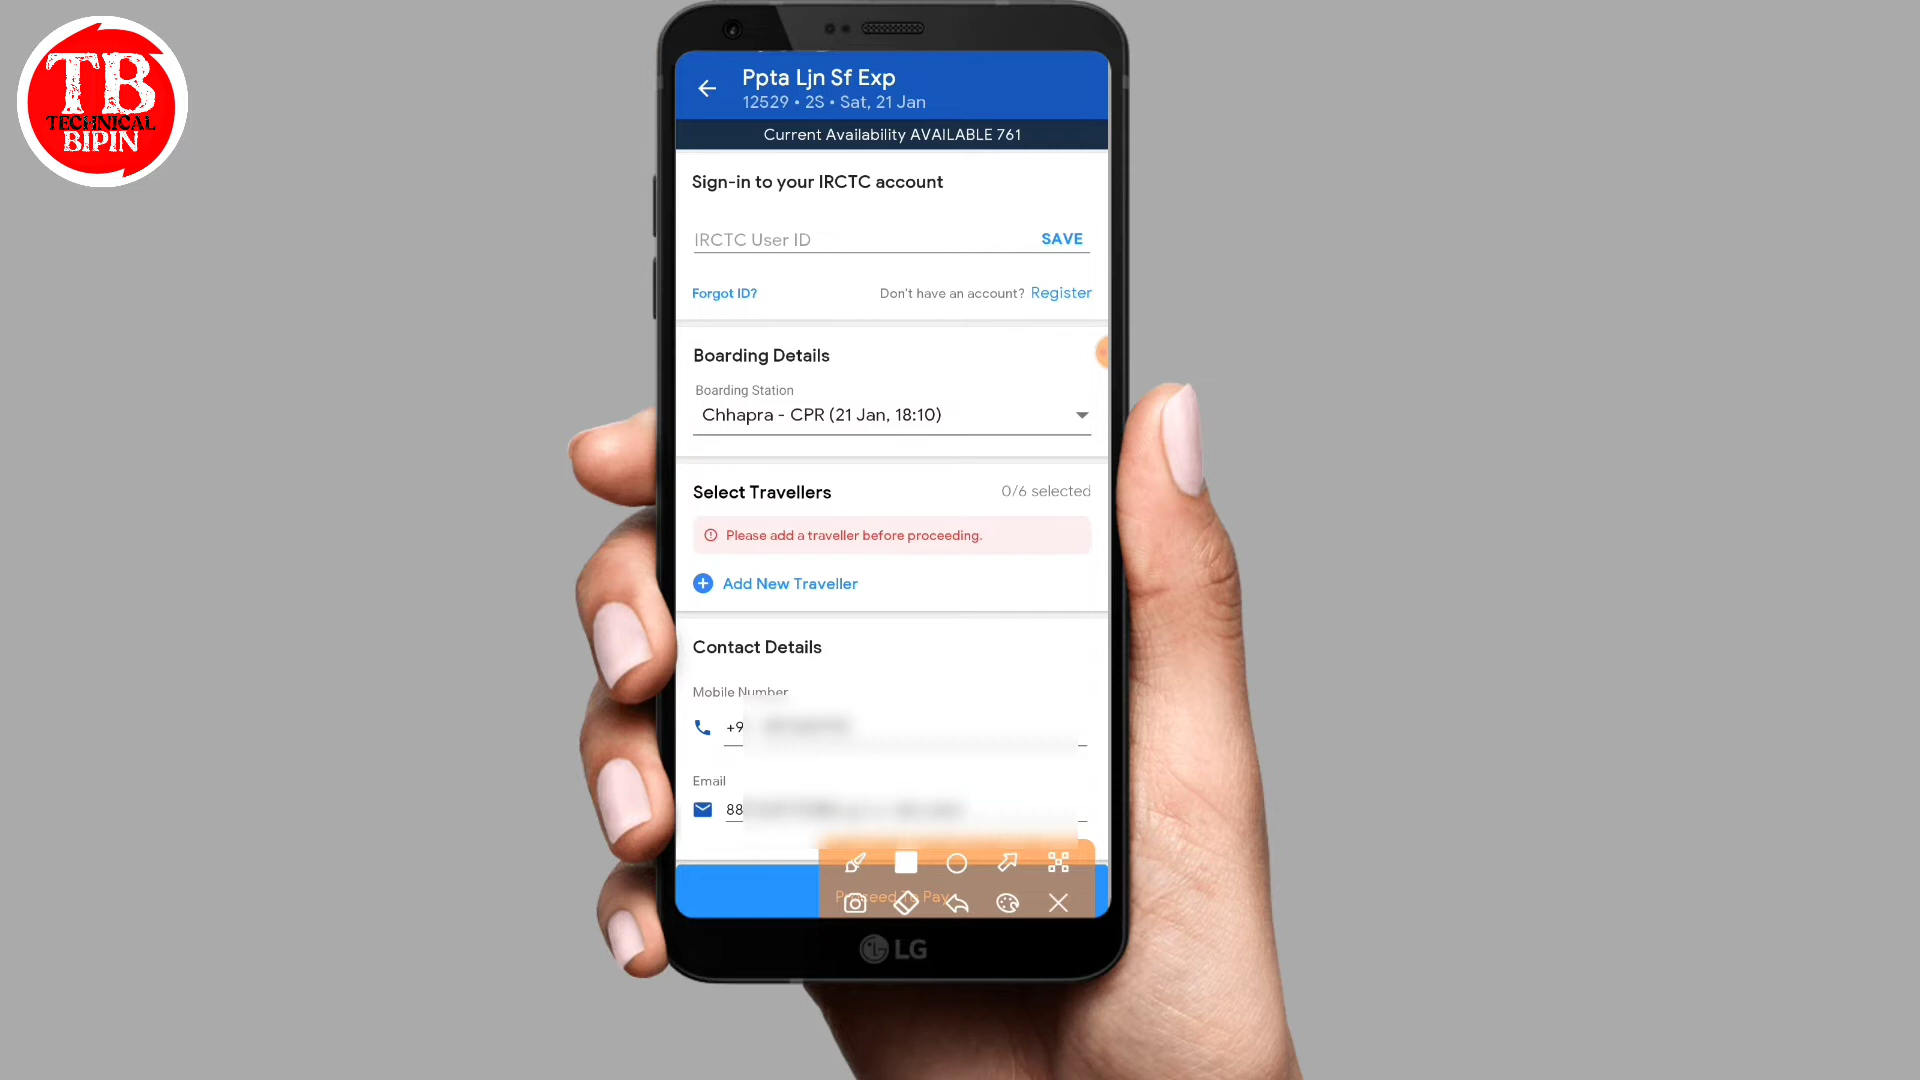 TB
TECHNICAL
BIPIN
Ppta Ljn Sf Exp
12529 • 2S • Sat, 21 Jan
Current Availability AVAILABLE 761
Sign-in to your IRCTC account
IRCTC User ID
SAVE
Forgot ID?
Don't have an account? Register
Boarding Details
Boarding Station
Chhapra - CPR (21 Jan, 18:10)
Select Travellers
0/6 selected
Please add a traveller before proceeding.
Add New Traveller
Contact Details
Mobile Number
+9
Email
88
Proceed To Pay
LG